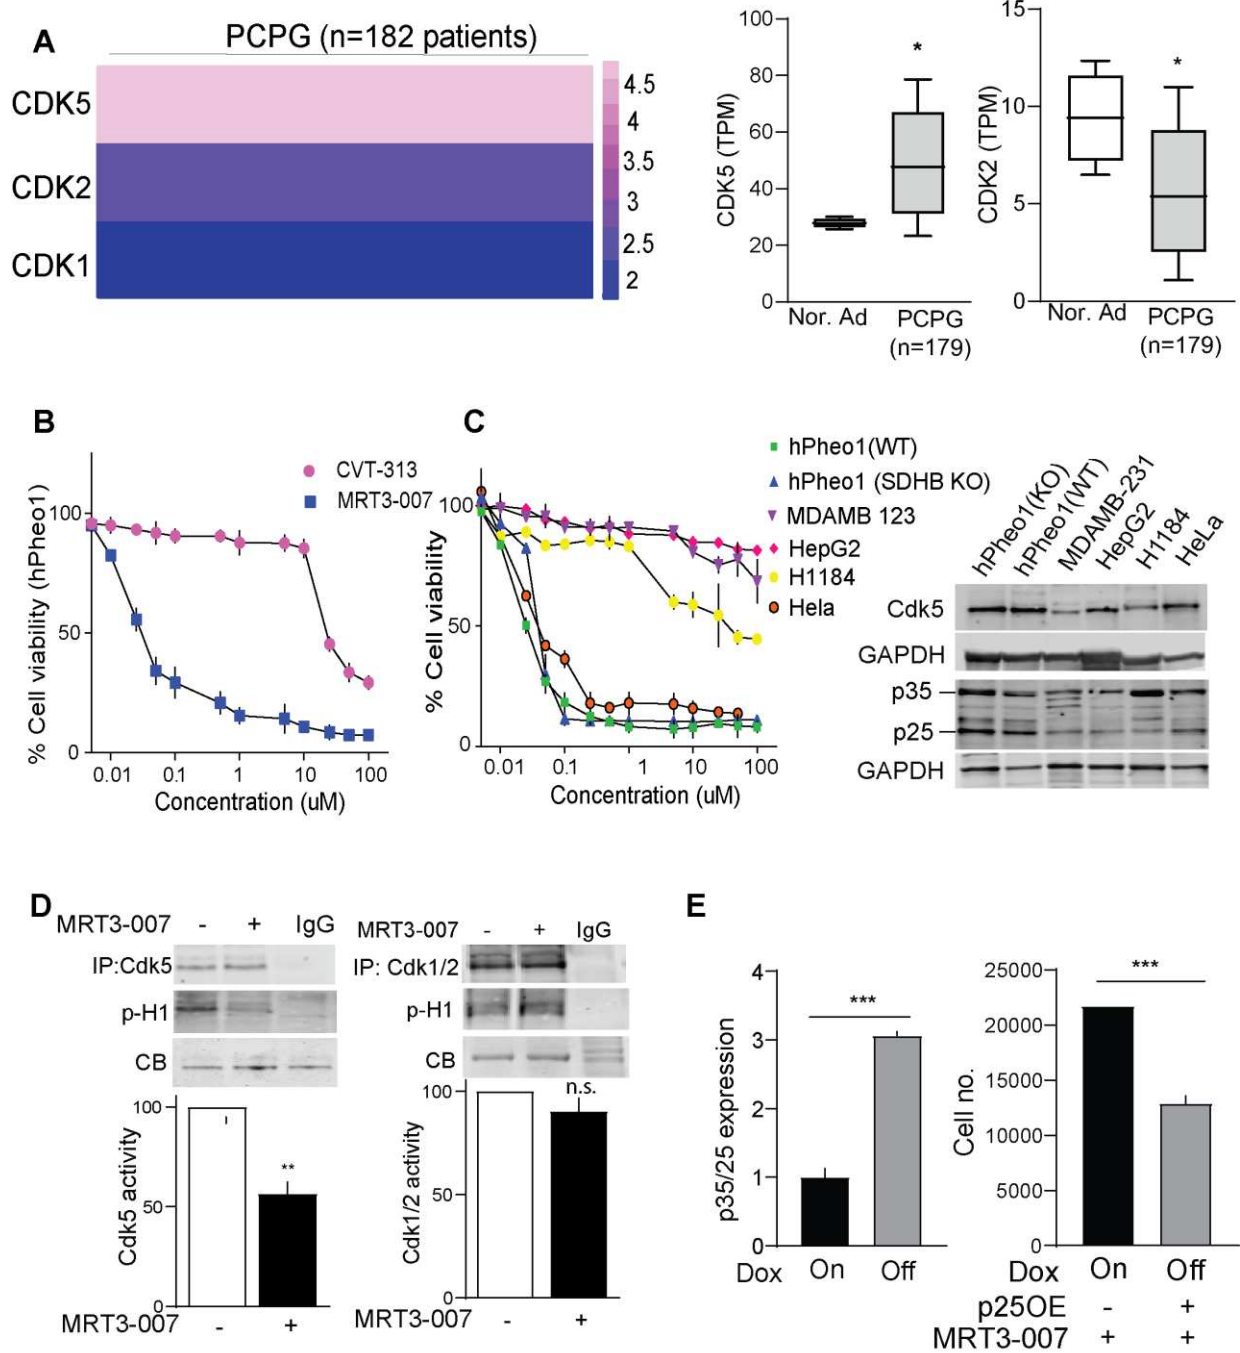 A
PCPG (n=182 patients)
CDK5
CDK2
CDK1
4.5
4
3.5
3
2.5
2
CDK5 (TPM)
100
80
60
40
20
0
*
Nor. Ad
PCPG
(n=179)
CDK2 (TPM)
15
10
5
0
*
Nor. Ad
PCPG
(n=179)
B
% Cell viability (hPheo1)
100
50
0
CVT-313
MRT3-007
0.01 0.1 1 10 100
Concentration (uM)
C
% Cell viability
100
50
0
hPheo1(WT)
hPheo1 (SDHB KO)
MDAMB 123
HepG2
H1184
Hela
0.01 0.1 1 10 100
Concentration (uM)
hPheo1(KO)
hPheo1(WT)
MDAMB-231
HepG2
H1184
HeLa
Cdk5
GAPDH
p35
p25
GAPDH
D
MRT3-007 - + IgG
IP:Cdk5
p-H1
CB
Cdk5 activity
100
50
0
**
MRT3-007 - +
MRT3-007 - + IgG
IP: Cdk1/2
p-H1
CB
Cdk1/2 activity
100
50
0
n.s.
MRT3-007 - +
E
p35/25 expression
4
3
2
1
0
***
Dox On Off
Cell no.
25000
20000
15000
10000
5000
0
***
Dox On Off
p25OE - +
MRT3-007 + +